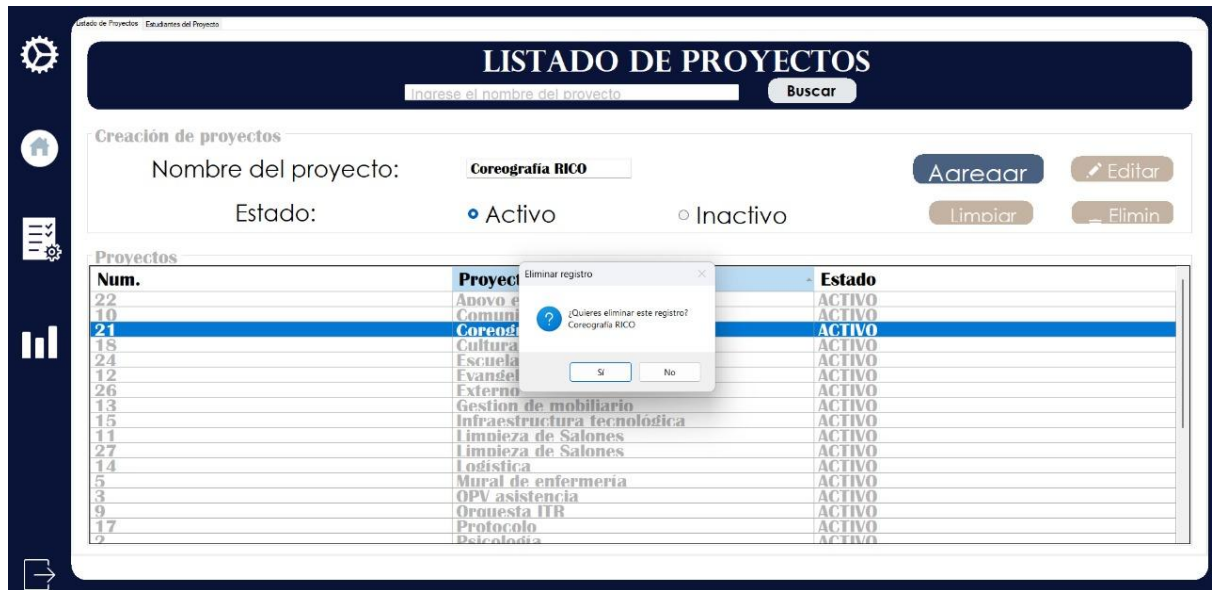 Listado de Proyectos Estudiantes del Proyecto
LISTADO DE PROYECTOS
Ingrese el nombre del proyecto Buscar
Creación de proyectos
Nombre del proyecto: Coreografía RICO Agregar Editar
Estado: Activo Inactivo Limpiar Elimin
Proyectos
Num. Proyect Estado
22 Apoyo e ACTIVO
10 Comuni ACTIVO
21 Coreogr ACTIVO
18 Cultura ACTIVO
24 Escuela ACTIVO
12 Evangel ACTIVO
26 Externo ACTIVO
13 Gestion de mobiliario ACTIVO
15 Infraestructura tecnológica ACTIVO
11 Limpieza de Salones ACTIVO
27 Limpieza de Salones ACTIVO
14 Logística ACTIVO
5 Mural de enfermería ACTIVO
3 OPV asistencia ACTIVO
9 Orquesta ITR ACTIVO
17 Protocolo ACTIVO
2 Psicología ACTIVO
Eliminar registro
¿Quieres eliminar este registro?
Coreografía RICO
Sí No